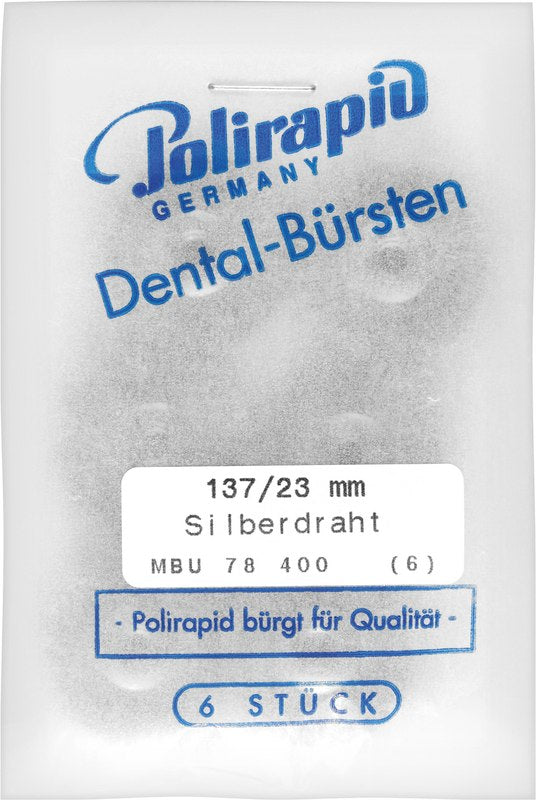 Polirapid
GERMANY
Dental-Bürsten
137/23 mm
Silberdraht
MBU 78 400 (6)
- Polirapid bürgt für Qualität -
6 STÜCK